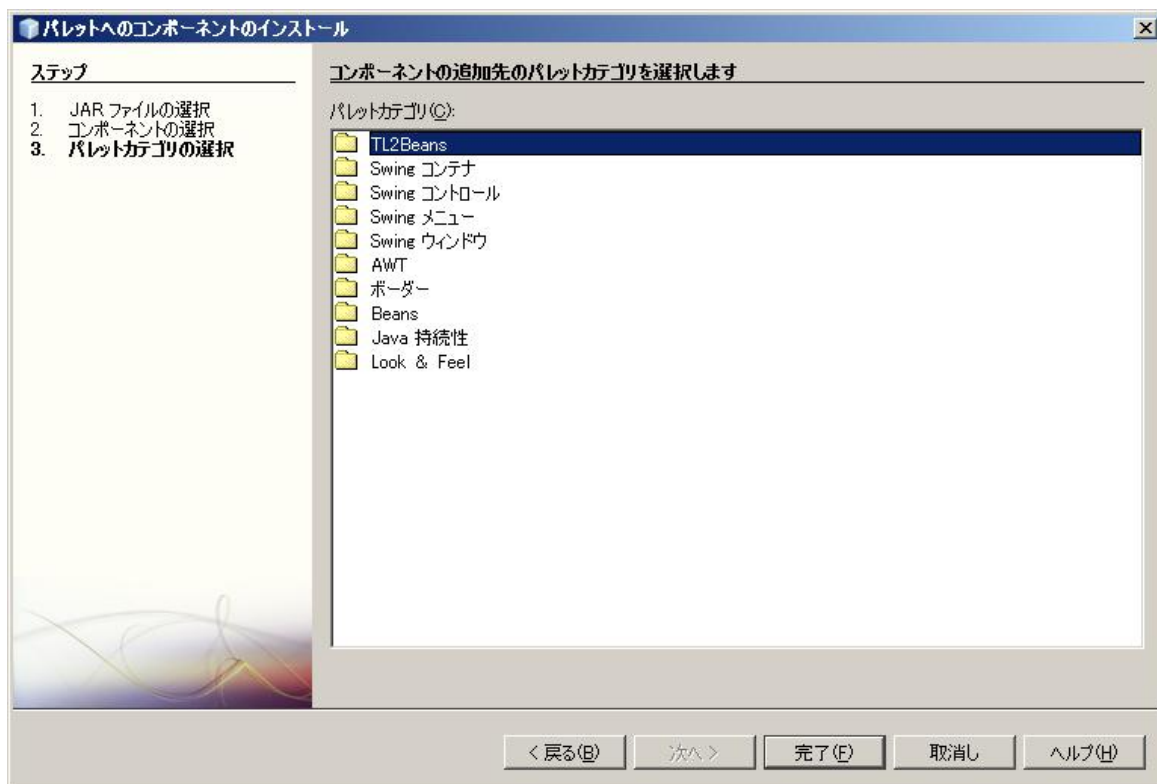 パレットへのコンポーネントのインストール
ステップ
1. JAR ファイルの選択
2. コンポーネントの選択
3. パレットカテゴリの選択
コンポーネントの追加先のパレットカテゴリを選択します
パレットカテゴリ(C):
TL2Beans
Swing コンテナ
Swing コントロール
Swing メニュー
Swing ウィンドウ
AWT
ボーダー
Beans
Java 持続性
Look & Feel
< 戻る(B) 次へ > 完了(F) 取消し ヘルプ(H)